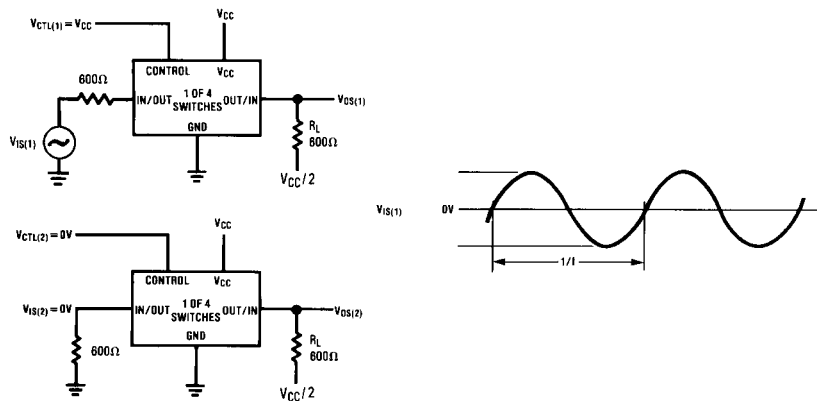 VCTL(1)=VCC
VCC
CONTROL VCC
600Ω
IN/OUT 1 OF 4 SWITCHES OUT/IN
VOS(1)
GND
VIS(1)
RL
600Ω
VCC/2
VCTL(2)=0V
VCC
CONTROL VCC
VIS(2)=0V
IN/OUT 1 OF 4 SWITCHES OUT/IN
VOS(2)
GND
600Ω
RL
600Ω
VCC/2
VIS(1) 0V
1/f